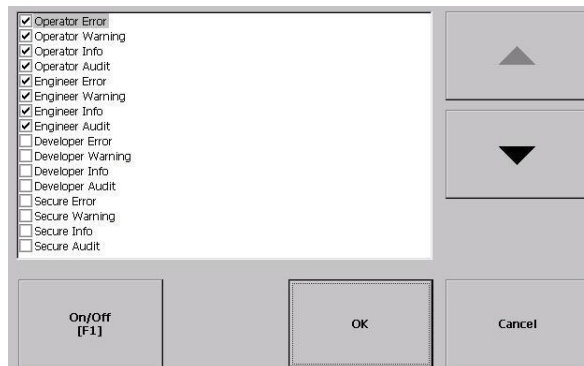 Operator Error
Operator Warning
Operator Info
Operator Audit
Engineer Error
Engineer Warning
Engineer Info
Engineer Audit
Developer Error
Developer Warning
Developer Info
Developer Audit
Secure Error
Secure Warning
Secure Info
Secure Audit
On/Off
[F1]
OK
Cancel